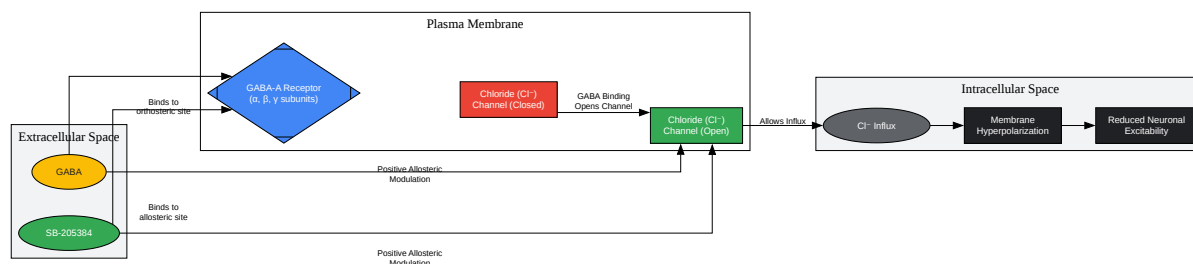 Plasma Membrane
GABA-A Receptor
(α, β, γ subunits)
Chloride (Cl⁻)
Channel (Closed)
GABA Binding
Opens Channel
Chloride (Cl⁻)
Channel (Open)
Allows Influx
Intracellular Space
Cl⁻ Influx
Membrane
Hyperpolarization
Reduced Neuronal
Excitability
Binds to
orthosteric site
Extracellular Space
GABA
Positive Allosteric
Modulation
Binds to
allosteric site
SB-205384
Positive Allosteric
Modulation